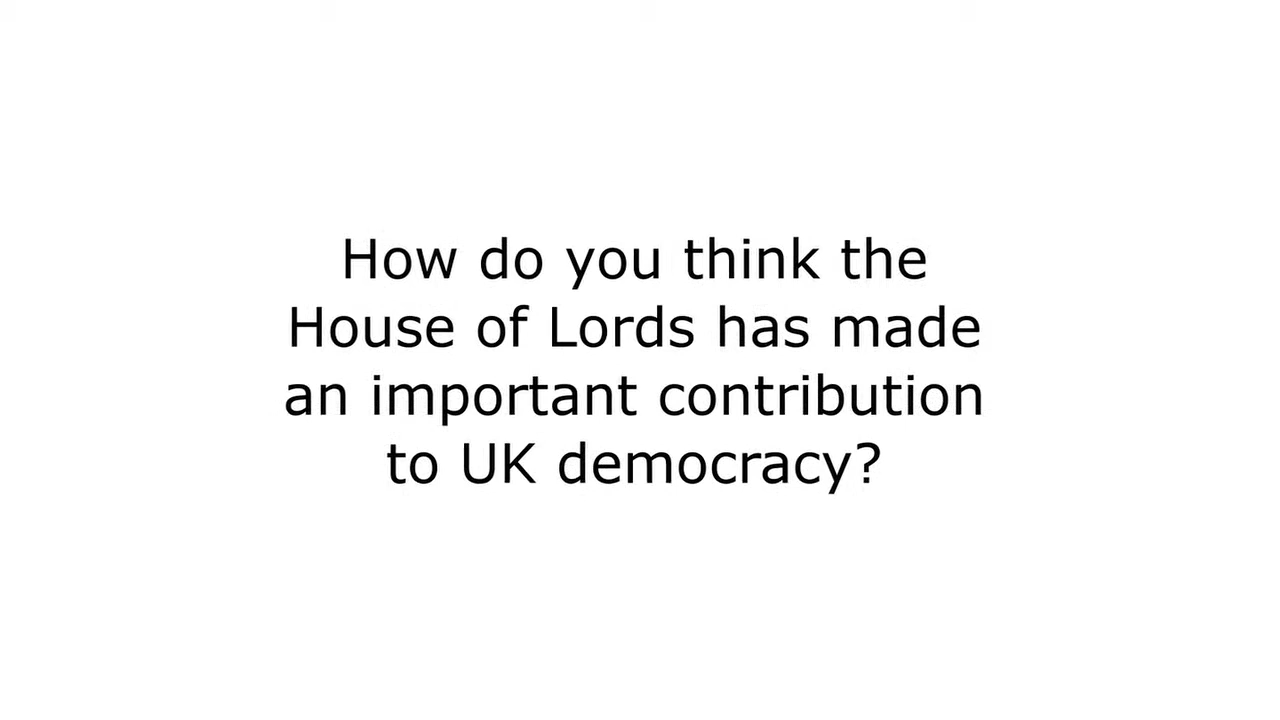 How do you think the
House of Lords has made
an important contribution
to UK democracy?